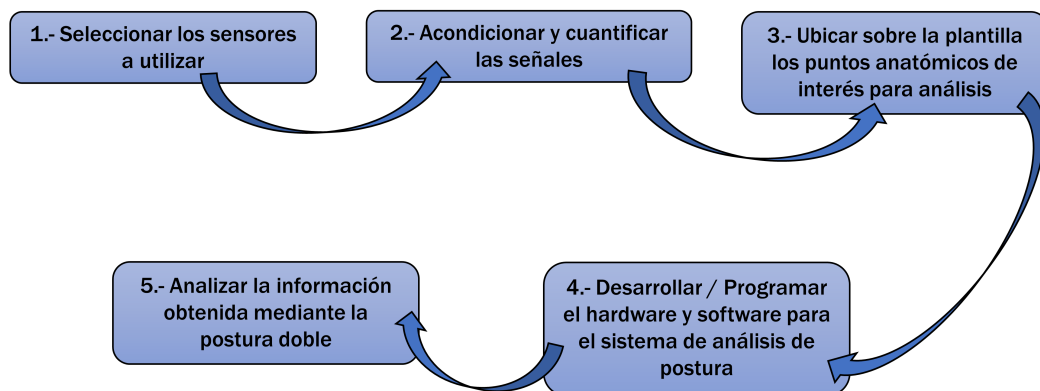 1.- Seleccionar los sensores
a utilizar
2.- Acondicionar y cuantificar
las señales
3.- Ubicar sobre la plantilla
los puntos anatómicos de
interés para análisis
4.- Desarrollar / Programar
el hardware y software para
el sistema de análisis de
postura
5.- Analizar la información
obtenida mediante la
postura doble